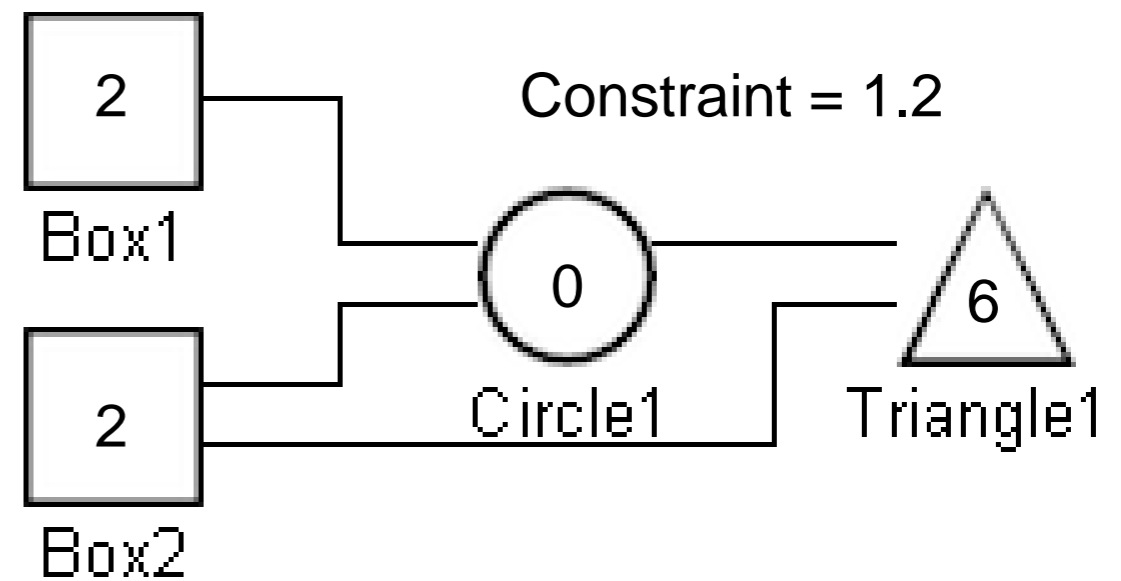 2
Constraint = 1.2
Box1
0
6
Circle1
Triangle1
2
Box2